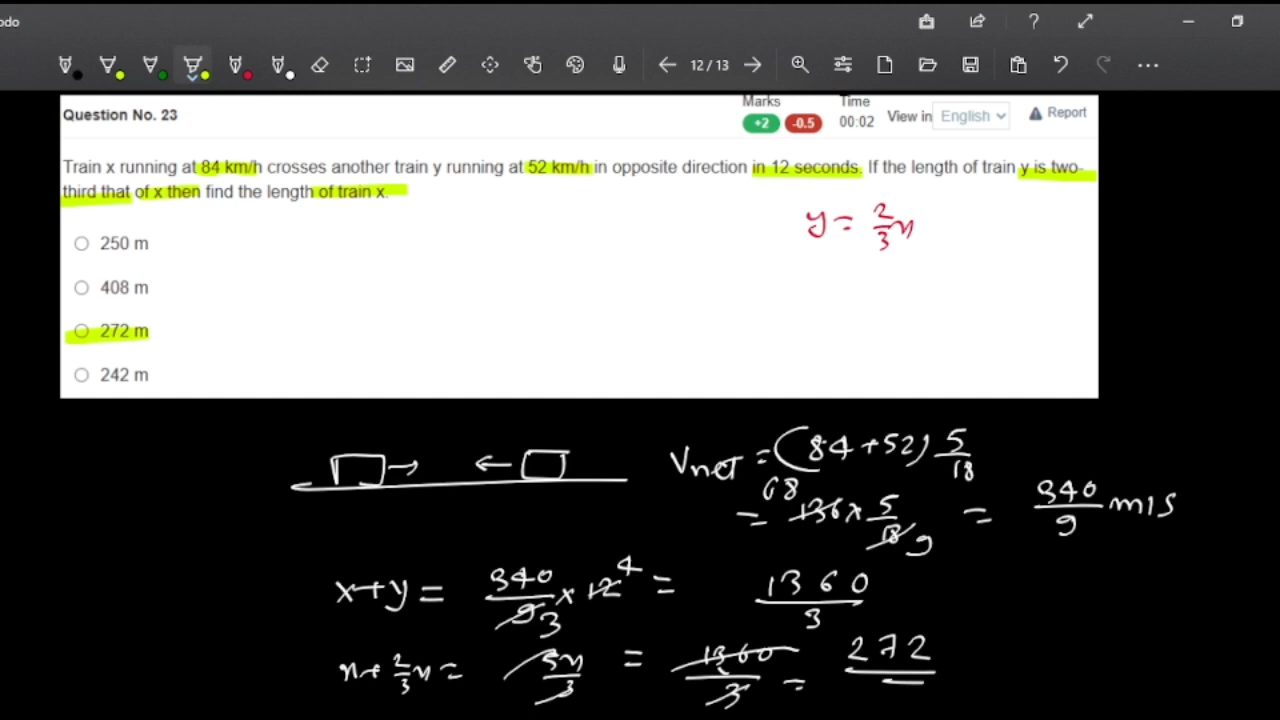 odo
?
12 / 13
Question No. 23
Marks
+2 -0.5
Time
00:02
View in English
Report
Train x running at 84 km/h crosses another train y running at 52 km/h in opposite direction in 12 seconds. If the length of train y is two-
third that of x then find the length of train x.
y = 2/3 x
250 m
408 m
272 m
242 m
Vnet = (84+52) 5/18
= 68 136 x 5/18 9 = 340/9 m/s
x+y = 340/9 3 x 12 4 = 1360/3
x + 2/3 x = 5x/3 = 1360/3 = 272